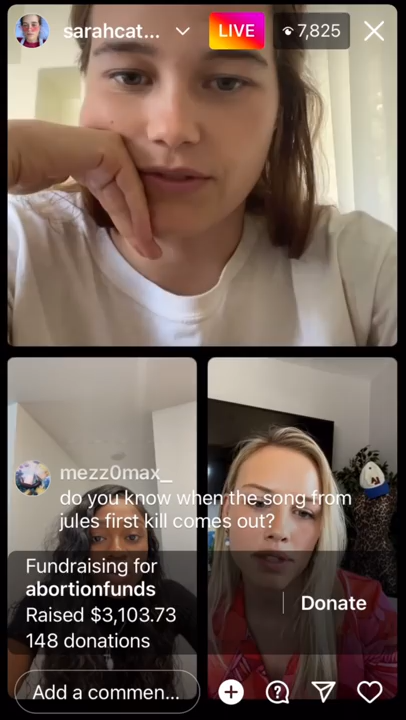 sarahcat...
LIVE
7,825
mezz0max_
do you know when the song from
jules first kill comes out?
Fundraising for
abortionfunds
Raised $3,103.73
148 donations
Donate
Add a commen...